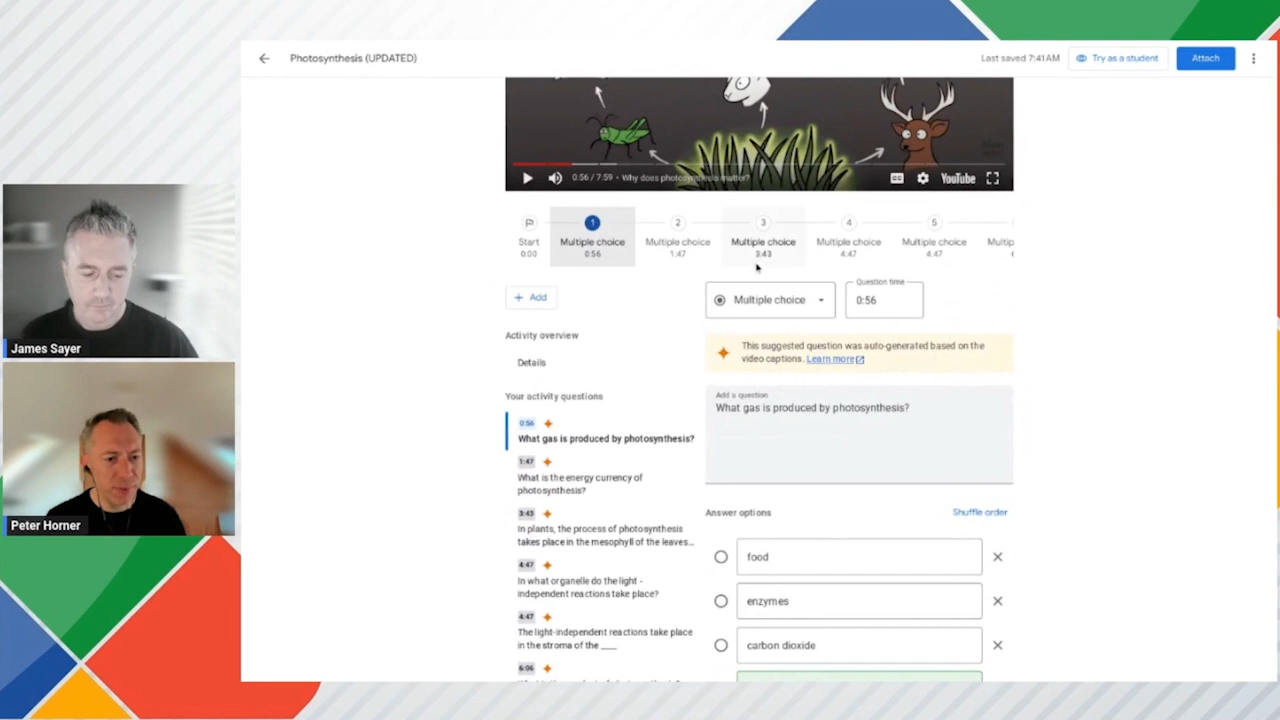 Photosynthesis (UPDATED)
Last saved 7:41AM
Try as a student
Attach
0:56 / 7:59 • Why does photosynthesis matter?
YouTube
1
2
3
4
5
Start
Multiple choice
Multiple choice
Multiple choice
Multiple choice
Multiple choice
Multip
0:00
0:56
1:47
3:43
4:47
4:47
+ Add
Multiple choice
Question time
0:56
Activity overview
Details
This suggested question was auto-generated based on the
video captions. Learn more
Your activity questions
0:56
What gas is produced by photosynthesis?
1:47
What is the energy currency of
photosynthesis?
3:43
In plants, the process of photosynthesis
takes place in the mesophyll of the leaves...
4:47
In what organelle do the light -
independent reactions take place?
4:47
The light-independent reactions take place
in the stroma of the ___
6:06
Add a question
What gas is produced by photosynthesis?
Answer options
Shuffle order
food
enzymes
carbon dioxide
James Sayer
Peter Horner